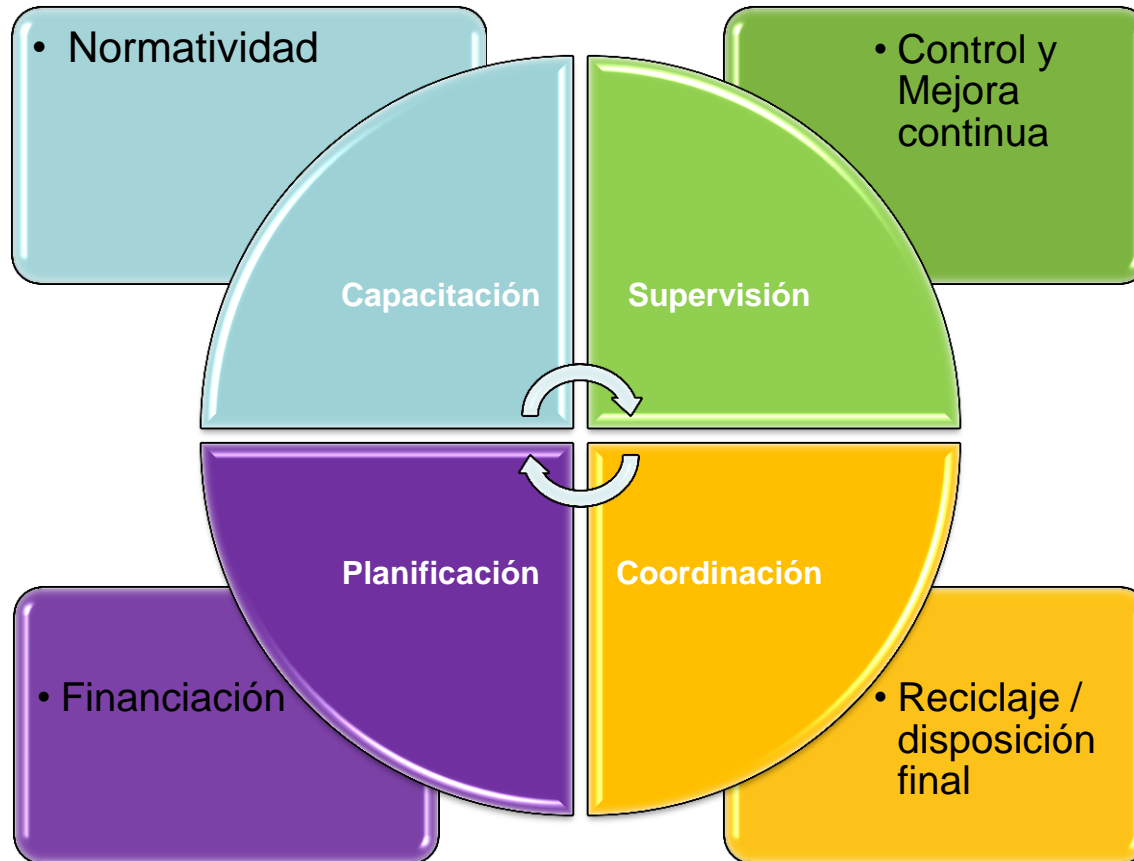 • Normatividad
• Control y
Mejora
continua
Capacitación
Supervisión
Planificación
Coordinación
• Financiación
• Reciclaje /
disposición
final